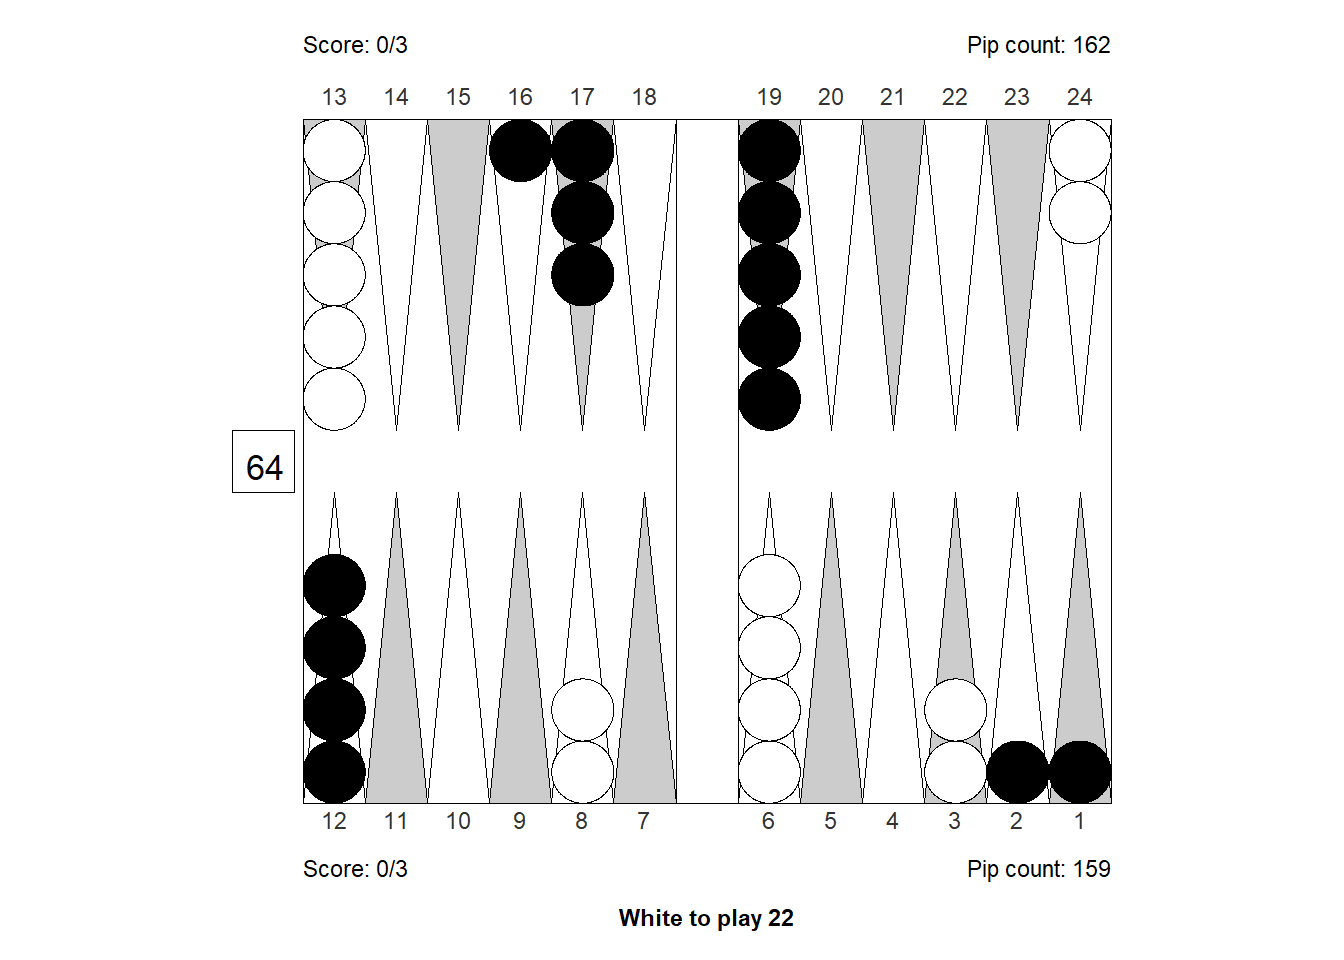 Score: 0/3 Pip count: 162
13 14 15 16 17 18 19 20 21 22 23 24
64
12 11 10 9 8 7 6 5 4 3 2 1
Score: 0/3 Pip count: 159
White to play 22